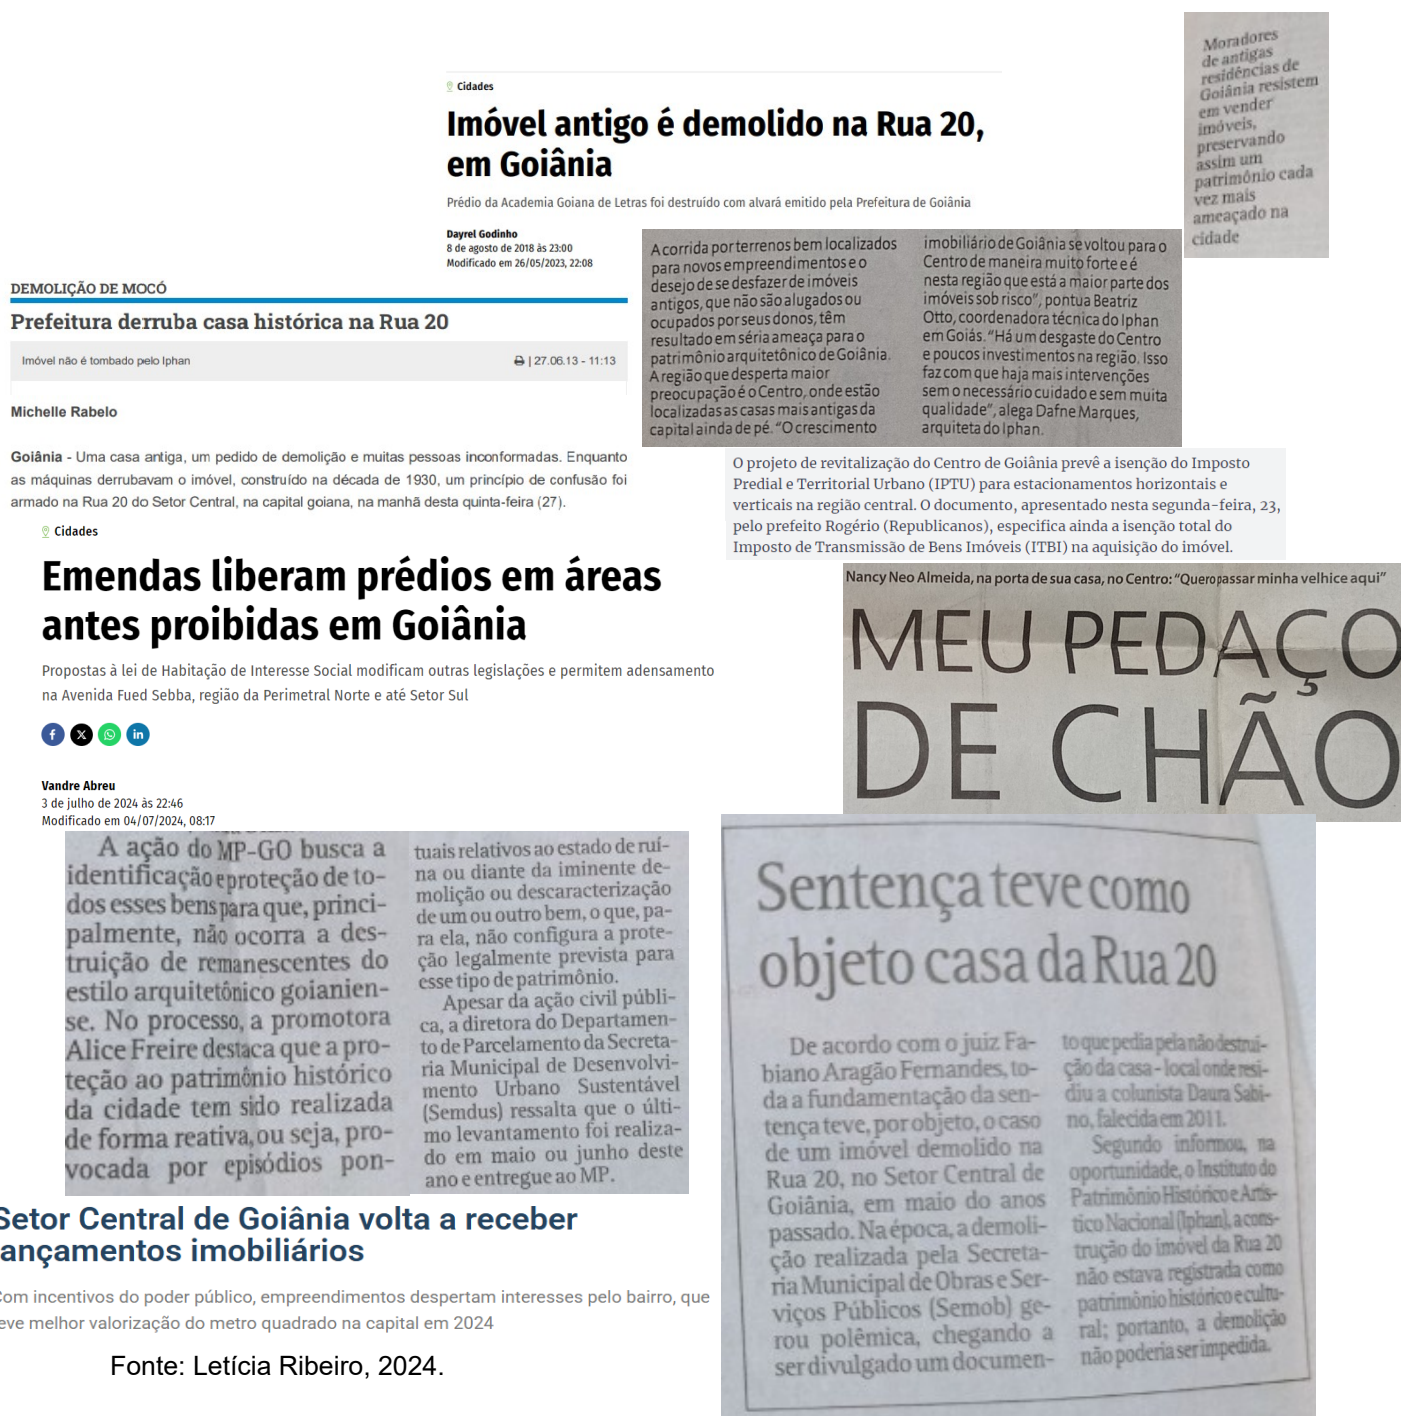 Cidades
Imóvel antigo é demolido na Rua 20,
em Goiânia
Prédio da Academia Goiana de Letras foi destruído com alvará emitido pela Prefeitura de Goiânia
Dayrel Godinho
8 de agosto de 2018 às 23:00
Modificado em 26/05/2023, 22:08
Moradores
de antigas
residências de
Goiânia resistem
em vender
imóveis,
preservando
assim um
patrimônio cada
vez mais
ameaçado na
cidade
DEMOLIÇÃO DE MOCÓ
Prefeitura derruba casa histórica na Rua 20
Imóvel não é tombado pelo Iphan
| 27.06.13 - 11:13
Michelle Rabelo
Goiânia - Uma casa antiga, um pedido de demolição e muitas pessoas inconformadas. Enquanto
as máquinas derrubavam o imóvel, construído na década de 1930, um princípio de confusão foi
armado na Rua 20 do Setor Central, na capital goiana, na manhã desta quinta-feira (27).
A corrida por terrenos bem localizados
para novos empreendimentos e o
desejo de se desfazer de imóveis
antigos, que não são alugados ou
ocupados por seus donos, têm
resultado em séria ameaça para o
patrimônio arquitetônico de Goiânia.
A região que desperta maior
preocupação é o Centro, onde estão
localizadas as casas mais antigas da
capital ainda de pé. “O crescimento
imobiliário de Goiânia se voltou para o
Centro de maneira muito forte e é
nesta região que está a maior parte dos
imóveis sob risco”, pontua Beatriz
Otto, coordenadora técnica do Iphan
em Goiás. “Há um desgaste do Centro
e poucos investimentos na região. Isso
faz com que haja mais intervenções
sem o necessário cuidado e sem muita
qualidade”, alega Dafne Marques,
arquiteta do Iphan.
O projeto de revitalização do Centro de Goiânia prevê a isenção do Imposto
Predial e Territorial Urbano (IPTU) para estacionamentos horizontais e
verticais na região central. O documento, apresentado nesta segunda-feira, 23,
pelo prefeito Rogério (Republicanos), especifica ainda a isenção total do
Imposto de Transmissão de Bens Imóveis (ITBI) na aquisição do imóvel.
Cidades
Emendas liberam prédios em áreas
antes proibidas em Goiânia
Propostas à lei de Habitação de Interesse Social modificam outras legislações e permitem adensamento
na Avenida Fued Sebba, região da Perimetral Norte e até Setor Sul
Vandre Abreu
3 de julho de 2024 às 22:46
Modificado em 04/07/2024, 08:17
Nancy Neo Almeida, na porta de sua casa, no Centro: “Quero passar minha velhice aqui”
MEU PEDAÇO
DE CHÃO
A ação do MP-GO busca a
identificação e proteção de to-
dos esses bens para que, princi-
palmente, não ocorra a des-
truição de remanescentes do
estilo arquitetônico goianien-
se. No processo, a promotora
Alice Freire destaca que a pro-
teção ao patrimônio histórico
da cidade tem sido realizada
de forma reativa, ou seja, pro-
vocada por episódios pon-
tuais relativos ao estado de ruí-
na ou diante da iminente de-
molição ou descaracterização
de um ou outro bem, o que, pa-
ra ela, não configura a prote-
ção legalmente prevista para
esse tipo de patrimônio.
Apesar da ação civil públi-
ca, a diretora do Departamen-
to de Parcelamento da Secreta-
ria Municipal de Desenvolvi-
mento Urbano Sustentável
(Semdus) ressalta que o últi-
mo levantamento foi realiza-
do em maio ou junho deste
ano e entregue ao MP.
Sentença teve como
objeto casa da Rua 20
De acordo com o juiz Fa-
biano Aragão Fernandes, to-
da a fundamentação da sen-
tença teve, por objeto, o caso
de um imóvel demolido na
Rua 20, no Setor Central de
Goiânia, em maio do anos
passado. Na época, a demoli-
ção realizada pela Secreta-
ria Municipal de Obras e Ser-
viços Públicos (Semob) ge-
rou polêmica, chegando a
ser divulgado um documen-
to que pedia pela não destrui-
ção da casa - local onde resi-
diu a colunista Daura Sabi-
no, falecida em 2011.
Segundo informou, na
oportunidade, o Instituto do
Patrimônio Histórico e Artís-
tico Nacional (Iphan), a cons-
trução do imóvel da Rua 20
não estava registrada como
patrimônio histórico e cultu-
ral; portanto, a demolição
não poderia ser impedida.
Setor Central de Goiânia volta a receber
lançamentos imobiliários
Com incentivos do poder público, empreendimentos despertam interesses pelo bairro, que
teve melhor valorização do metro quadrado na capital em 2024
Fonte: Letícia Ribeiro, 2024.